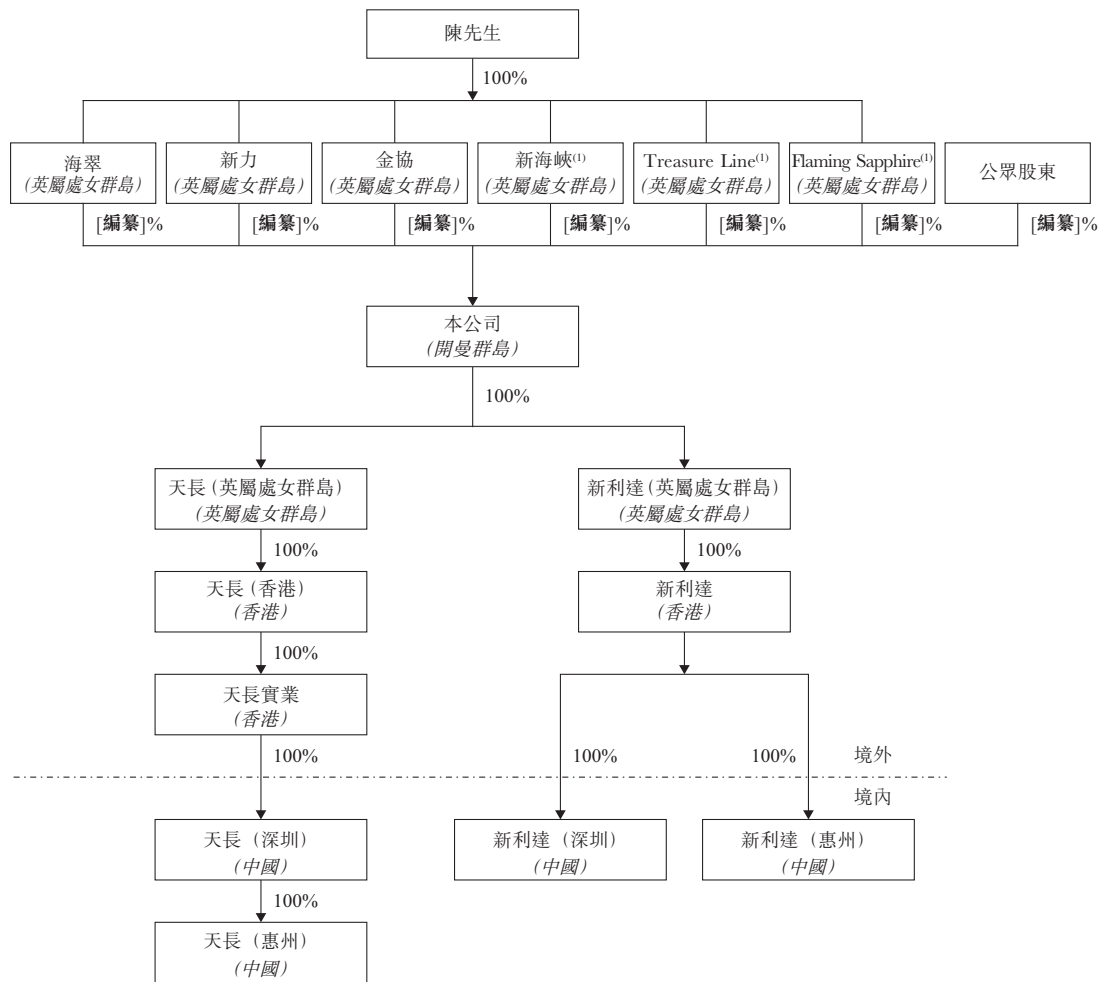 陳先生
100%
海翠
(英屬處女群島)
新力
(英屬處女群島)
金協
(英屬處女群島)
新海峽(1)
(英屬處女群島)
Treasure Line(1)
(英屬處女群島)
Flaming Sapphire(1)
(英屬處女群島)
公眾股東
[編纂]%
[編纂]%
[編纂]%
[編纂]%
[編纂]%
[編纂]%
[編纂]%
本公司
(開曼群島)
100%
天長 (英屬處女群島)
(英屬處女群島)
新利達 (英屬處女群島)
(英屬處女群島)
100%
100%
天長 (香港)
(香港)
新利達
(香港)
100%
天長實業
(香港)
100%
100%
100%
境外
境內
天長 (深圳)
(中國)
新利達 (深圳)
(中國)
新利達 (惠州)
(中國)
100%
天長 (惠州)
(中國)